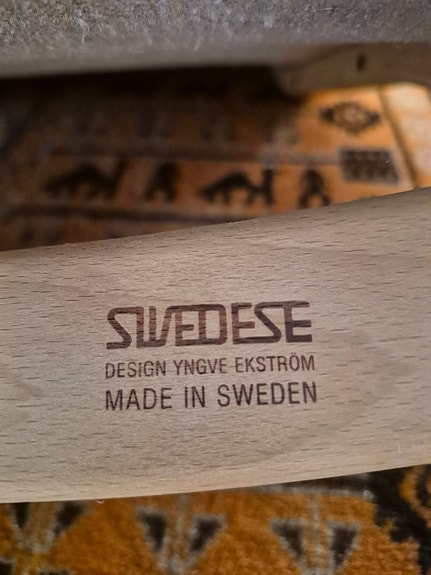 SWEDESE
DESIGN YNGVE EKSTRÖM
MADE IN SWEDEN